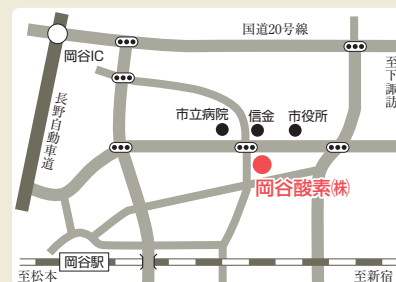 国道20号線
岡谷IC
至下諏訪
長野自動車道
市立病院
信金
市役所
岡谷酸素㈱
岡谷駅
至松本
至新宿